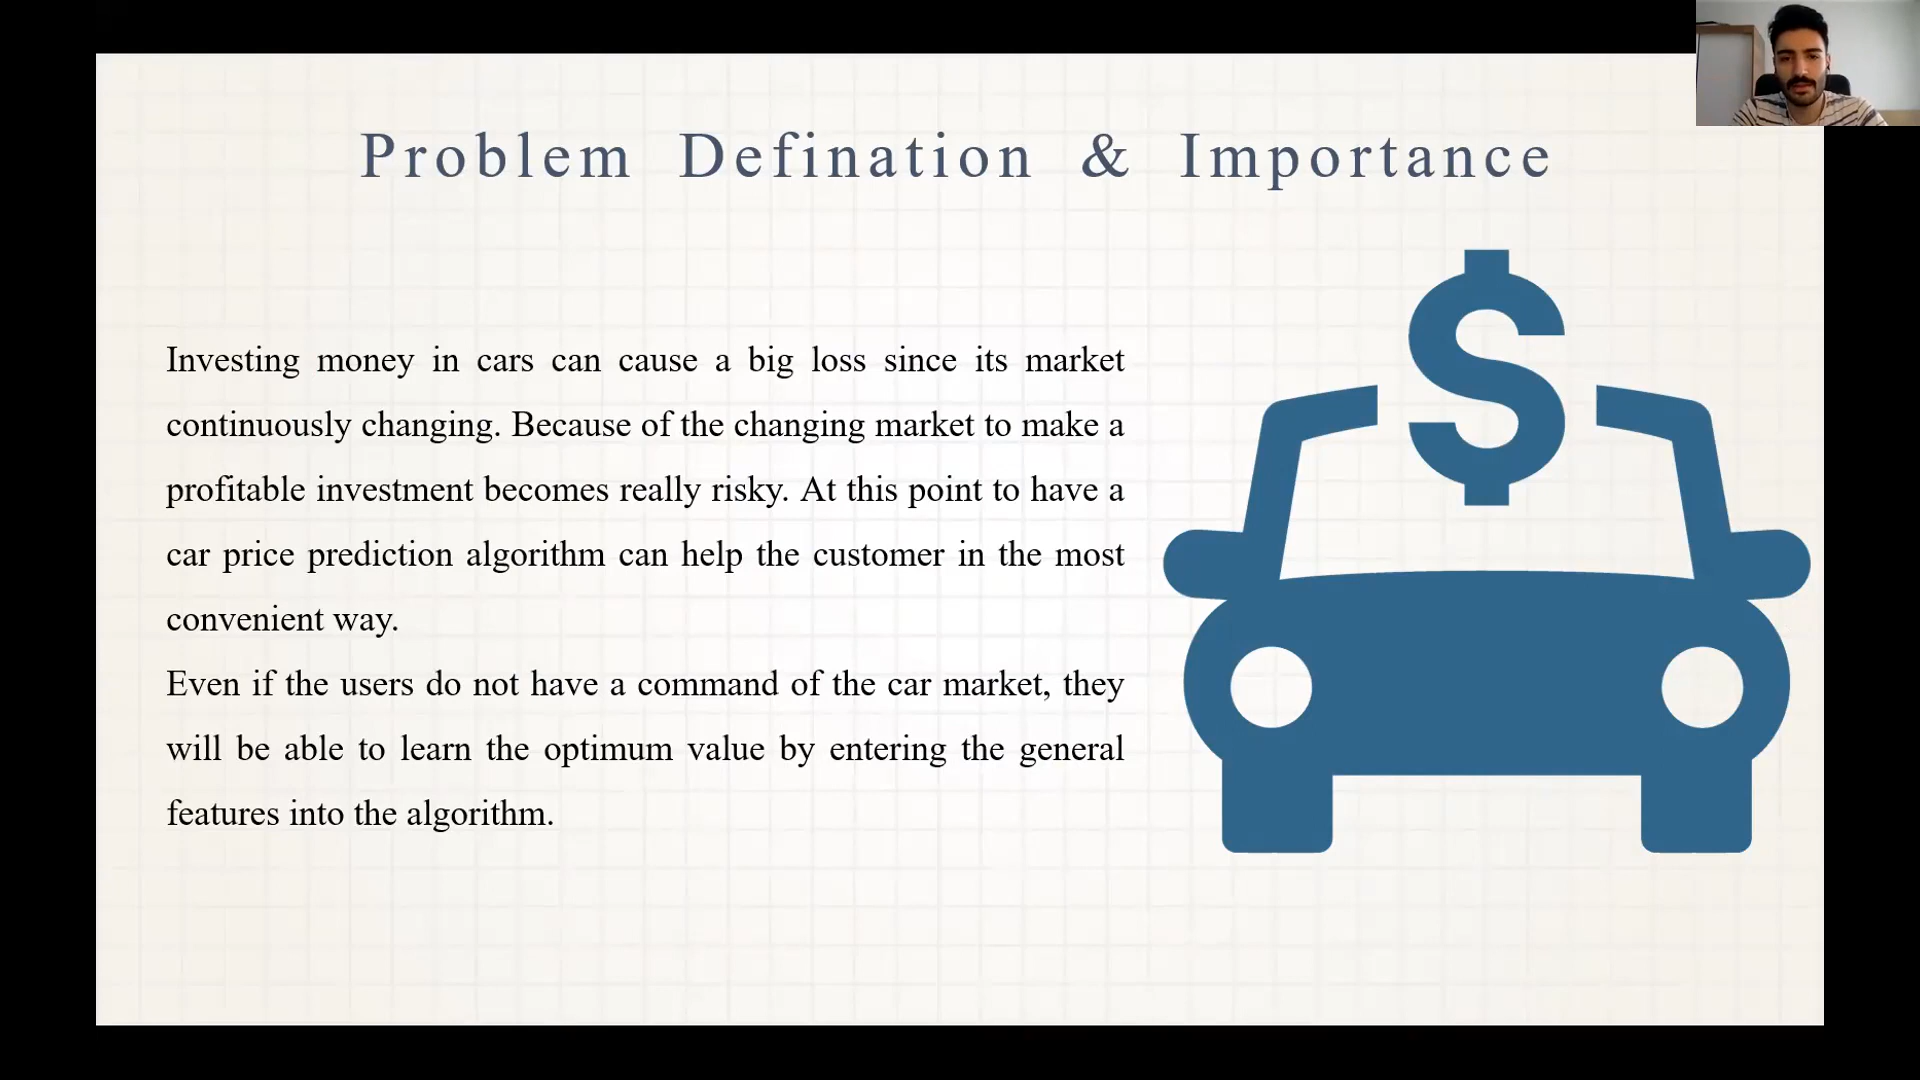 Problem Defination & Importance
Investing money in cars can cause a big loss since its market
continuously changing. Because of the changing market to make a
profitable investment becomes really risky. At this point to have a
car price prediction algorithm can help the customer in the most
convenient way.
Even if the users do not have a command of the car market, they
will be able to learn the optimum value by entering the general
features into the algorithm.
$